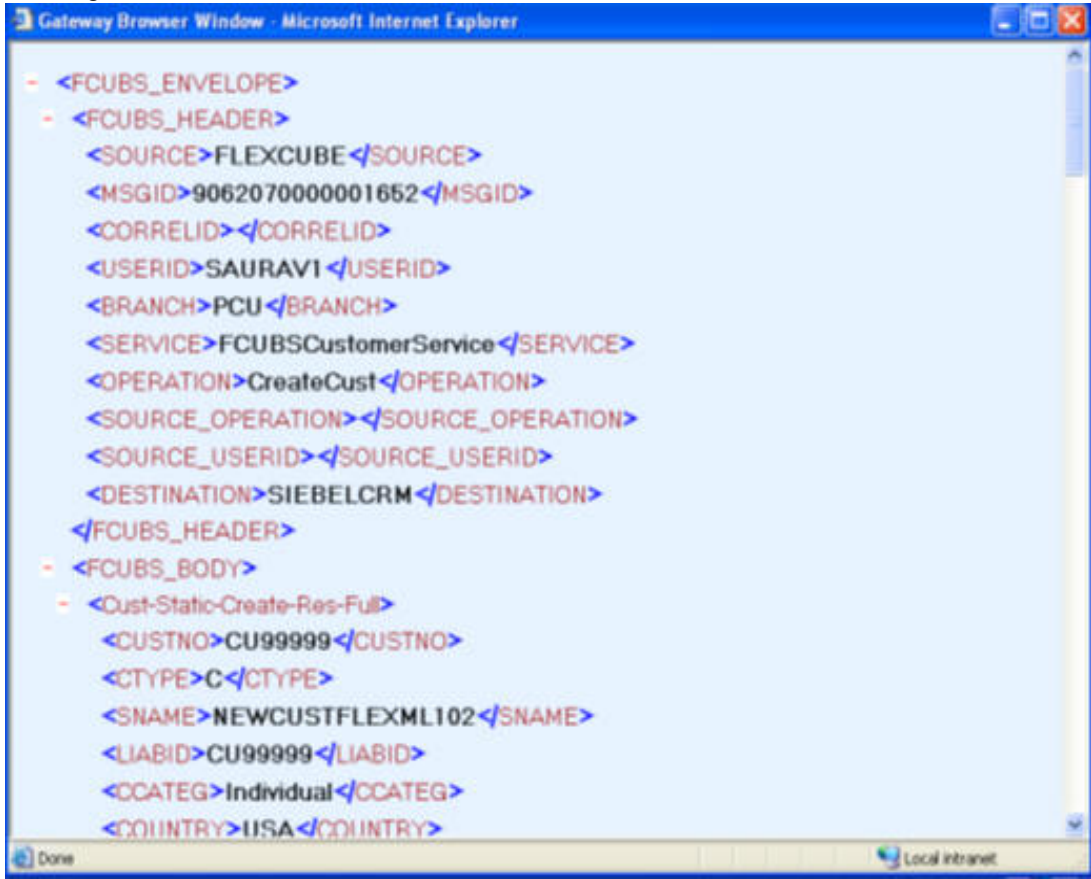 Gateway Browser Window - Microsoft Internet Explorer
- <FCUBS_ENVELOPE>
- <FCUBS_HEADER>
<SOURCE>FLEXCUBE</SOURCE>
<MSGID>9062070000001652</MSGID>
<CORRELID></CORRELID>
<USERID>SAURAV1</USERID>
<BRANCH>PCU</BRANCH>
<SERVICE>FCUBSCustomerService</SERVICE>
<OPERATION>CreateCust</OPERATION>
<SOURCE_OPERATION></SOURCE_OPERATION>
<SOURCE_USERID></SOURCE_USERID>
<DESTINATION>SIEBELCRM</DESTINATION>
</FCUBS_HEADER>
- <FCUBS_BODY>
- <Cust-Static-Create-Res-Full>
<CUSTNO>CU99999</CUSTNO>
<CTYPE>C</CTYPE>
<SNAME>NEWCUSTFLEXML102</SNAME>
<LIABID>CU99999</LIABID>
<CCATEG>Individual</CCATEG>
<COUNTRY>USA</COUNTRY>
Done Local intranet